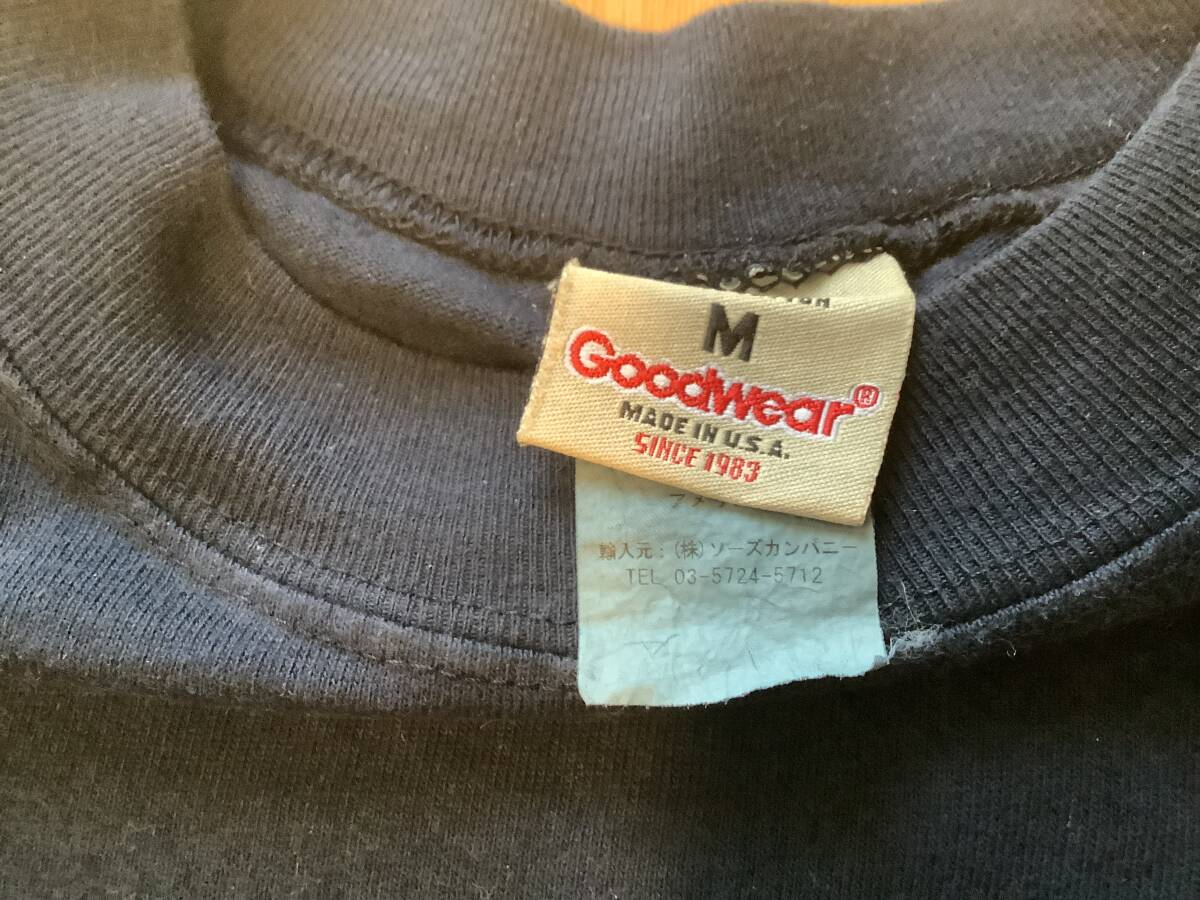 M
Goodwear®
MADE IN U.S.A.
SINCE 1983
輸入元：(株)ソーズカンパニー
TEL 03-5724-5712